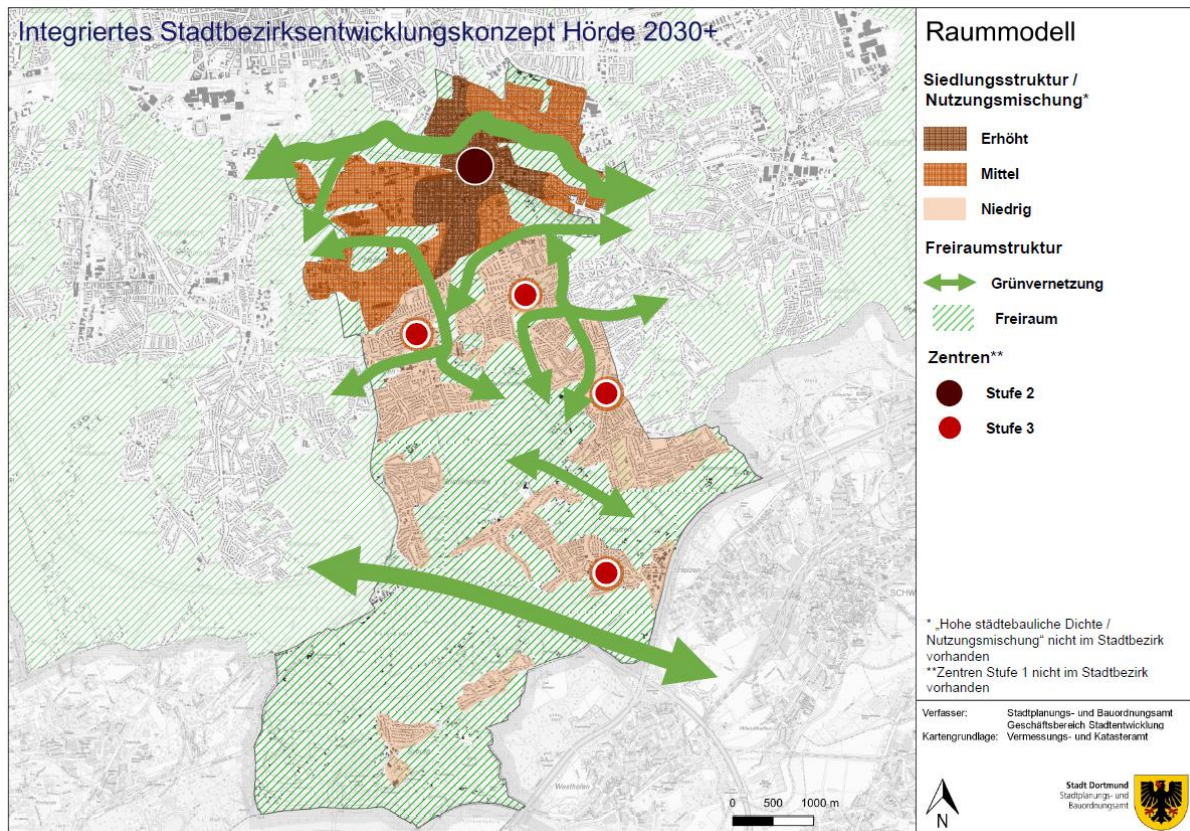 Integriertes Stadtbezirksentwicklungskonzept Hörde 2030+
Raummodell
Siedlungsstruktur /
Nutzungsmischung*
Erhöht
Mittel
Niedrig
Freiraumstruktur
Grünvernetzung
Freiraum
Zentren**
Stufe 2
Stufe 3
* „Hohe städtebauliche Dichte /
Nutzungsmischung“ nicht im Stadtbezirk
vorhanden
**Zentren Stufe 1 nicht im Stadtbezirk
vorhanden
Verfasser: Stadtplanungs- und Bauordnungsamt
Geschäftsbereich Stadtentwicklung
Kartengrundlage: Vermessungs- und Katasteramt
N
Stadt Dortmund
Stadtplanungs- und
Bauordnungsamt
0 500 1000 m
Westhofen
SCHW